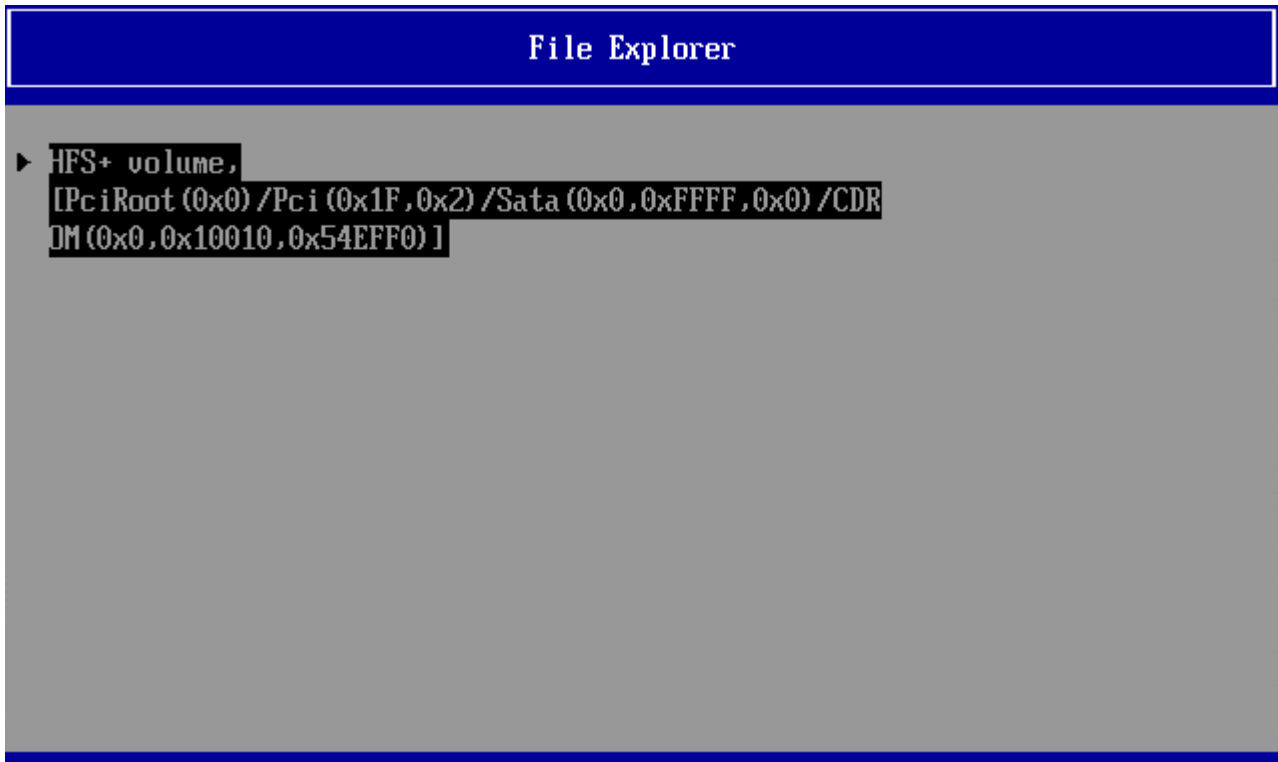 File Explorer
HFS+ volume,
[PciRoot(0x0)/Pci(0x1F,0x2)/Sata(0x0,0xFFFF,0x0)/CDR
OM(0x0,0x10010,0x54EFF0)]